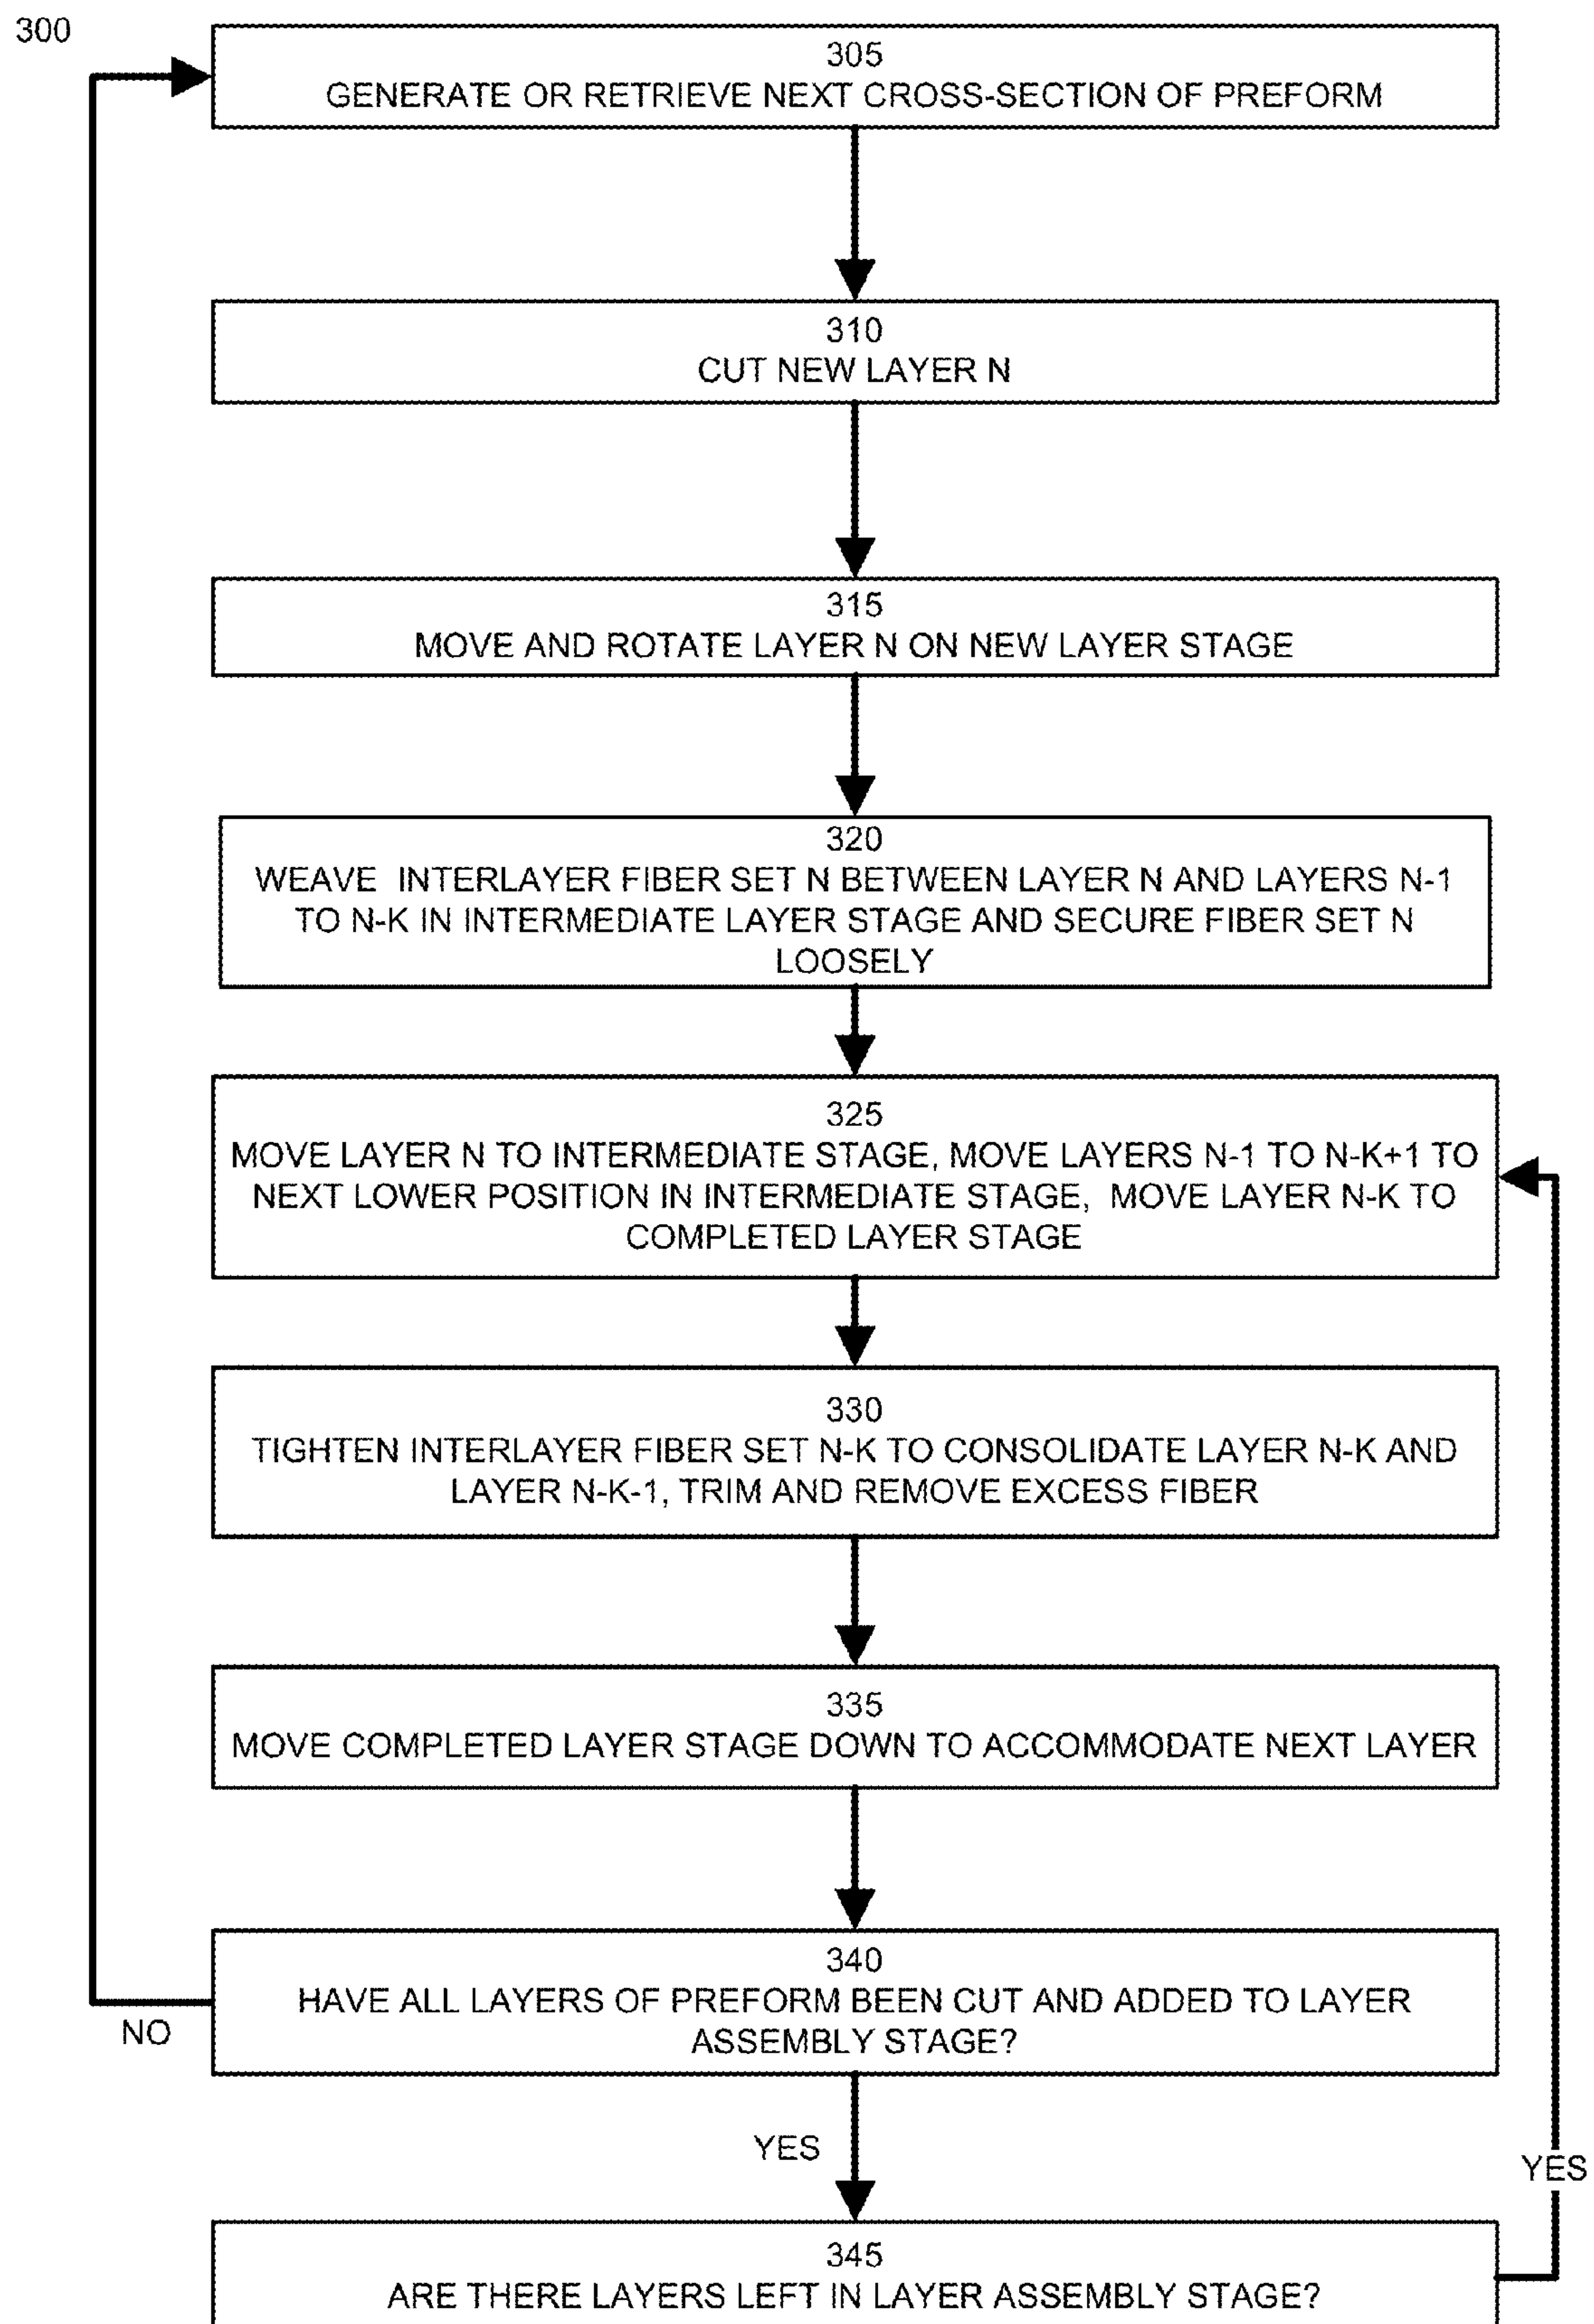 300
305
GENERATE OR RETRIEVE NEXT CROSS-SECTION OF PREFORM
310
CUT NEW LAYER N
315
MOVE AND ROTATE LAYER N ON NEW LAYER STAGE
320
WEAVE INTERLAYER FIBER SET N BETWEEN LAYER N AND LAYERS N-1
TO N-K IN INTERMEDIATE LAYER STAGE AND SECURE FIBER SET N
LOOSELY
325
MOVE LAYER N TO INTERMEDIATE STAGE, MOVE LAYERS N-1 TO N-K+1 TO
NEXT LOWER POSITION IN INTERMEDIATE STAGE, MOVE LAYER N-K TO
COMPLETED LAYER STAGE
330
TIGHTEN INTERLAYER FIBER SET N-K TO CONSOLIDATE LAYER N-K AND
LAYER N-K-1, TRIM AND REMOVE EXCESS FIBER
335
MOVE COMPLETED LAYER STAGE DOWN TO ACCOMMODATE NEXT LAYER
340
HAVE ALL LAYERS OF PREFORM BEEN CUT AND ADDED TO LAYER
ASSEMBLY STAGE?
NO
YES
YES
345
ARE THERE LAYERS LEFT IN LAYER ASSEMBLY STAGE?